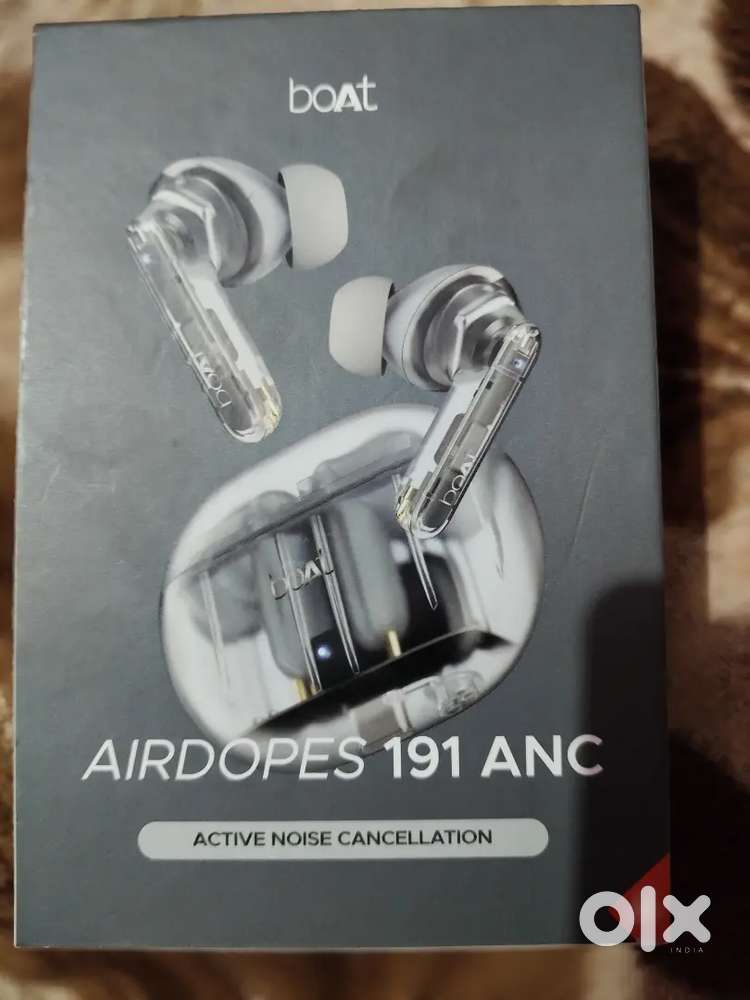 boAt
boAt
boAt
boAt
AIRDOPES 191 ANC
ACTIVE NOISE CANCELLATION
olx
INDIA